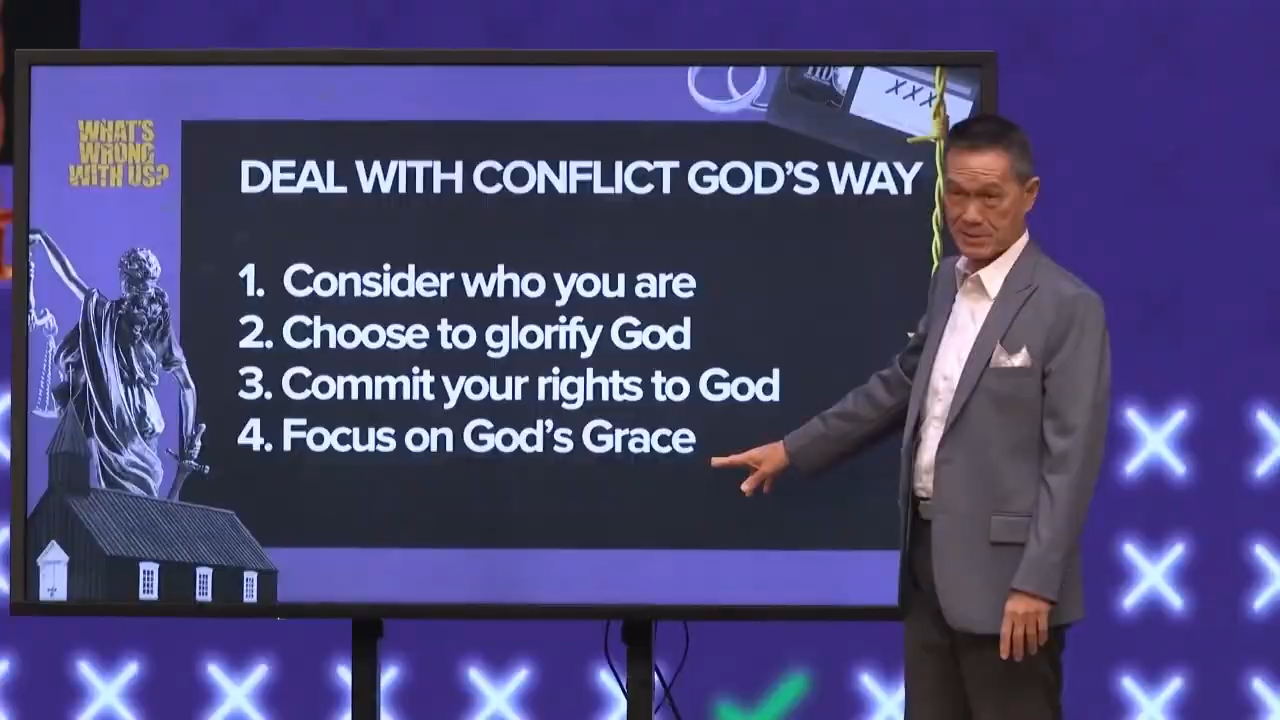 WHAT'S
WRONG
WITH US?
XXX
DEAL WITH CONFLICT GOD'S WAY
1. Consider who you are
2. Choose to glorify God
3. Commit your rights to God
4. Focus on God's Grace